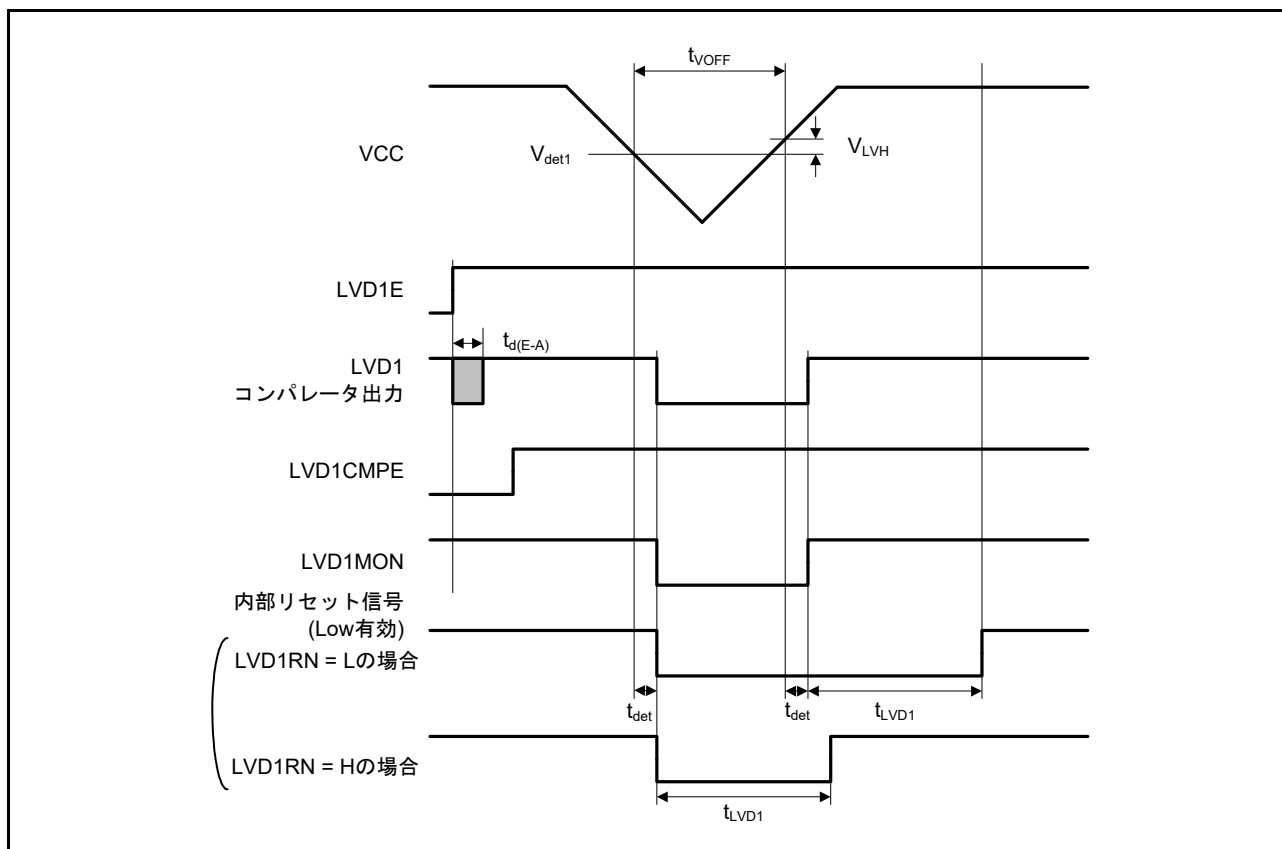 tVOFF
VCC
Vdet1
VLVH
LVD1E
td(E-A)
LVD1
コンパレータ出力
LVD1CMPE
LVD1MON
内部リセット信号
(Low有効)
LVD1RN = Lの場合
tdet
tdet
tLVD1
LVD1RN = Hの場合
tLVD1